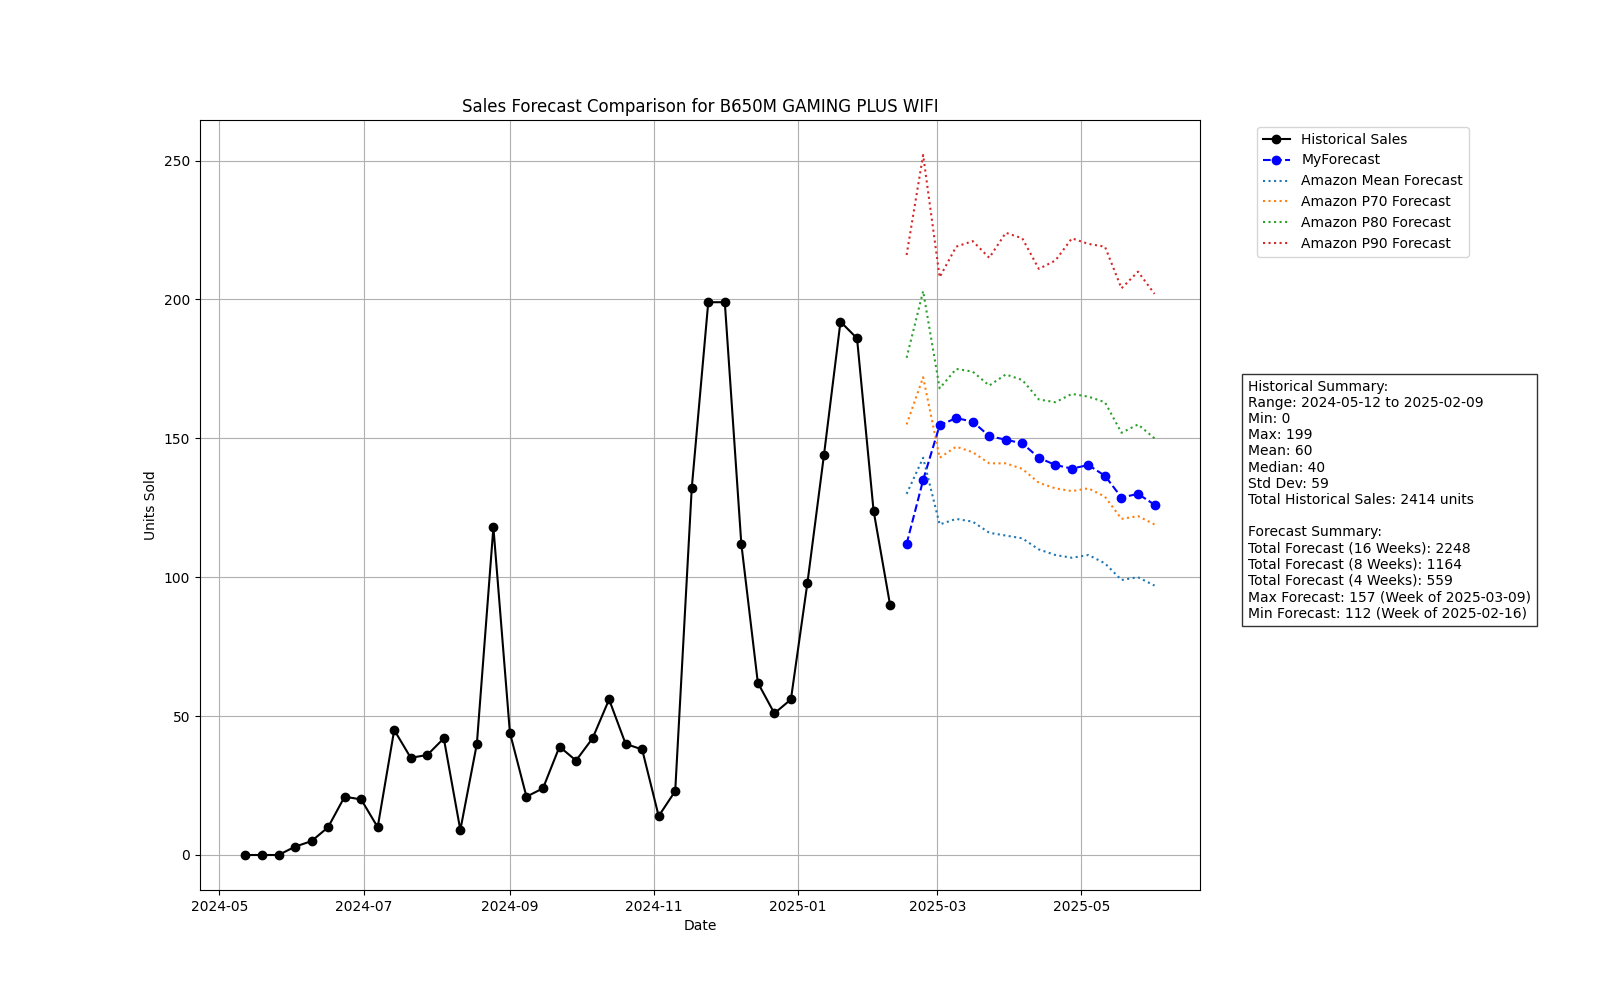 Sales Forecast Comparison for B650M GAMING PLUS WIFI
Historical Sales
MyForecast
Amazon Mean Forecast
Amazon P70 Forecast
Amazon P80 Forecast
Amazon P90 Forecast
250
200
150
100
50
0
Units Sold
2024-05
2024-07
2024-09
2024-11
2025-01
2025-03
2025-05
Date
Historical Summary:
Range: 2024-05-12 to 2025-02-09
Min: 0
Max: 199
Mean: 60
Median: 40
Std Dev: 59
Total Historical Sales: 2414 units
Forecast Summary:
Total Forecast (16 Weeks): 2248
Total Forecast (8 Weeks): 1164
Total Forecast (4 Weeks): 559
Max Forecast: 157 (Week of 2025-03-09)
Min Forecast: 112 (Week of 2025-02-16)